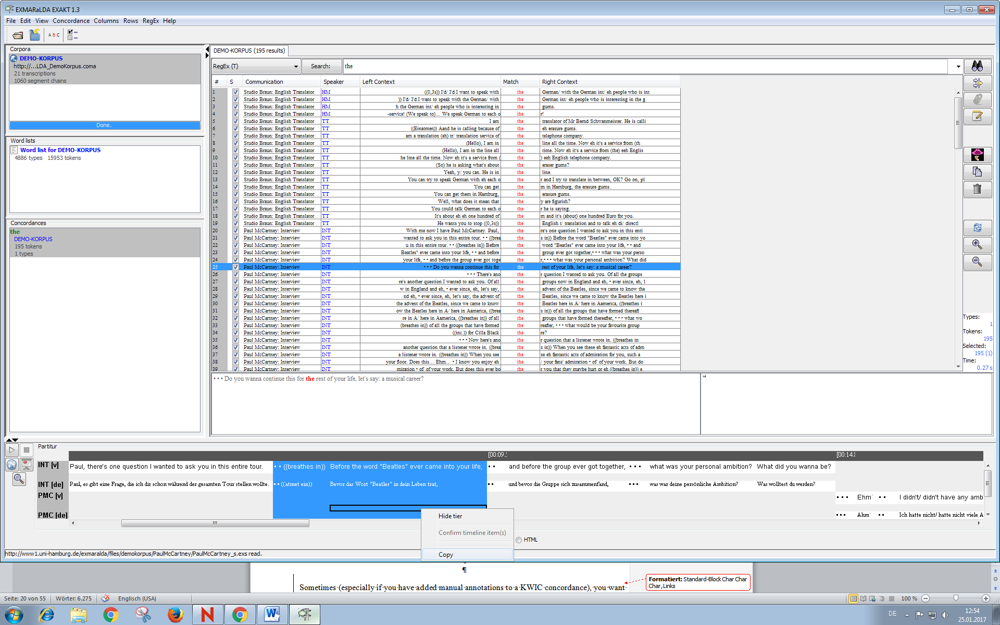 EXMARaLDA EXAKT 1.3
File Edit View Concordance Columns Rows RegEx Help
A B C
Corpora
DEMO-KORPUS
http://...LDA_DemoKorpus.coma
21 transcriptions
1060 segment chains
Done.
Word lists
Word list for DEMO-KORPUS
4886 types 15953 tokens
Concordances
the
DEMO-KORPUS
195 tokens
1 types
DEMO-KORPUS (195 results)
RegEx (T) Search: the
# S Communication Speaker Left Context Match Right Context
1 Studio Braun: English Translator HM ((0,3s)) I'd/ I'd I want to speak with the German/ with the German int/ eh people who is int
2 Studio Braun: English Translator HM )) I'd/ I'd I want to speak with the German/ with the German int/ eh people who is interesting in the g
3 Studio Braun: English Translator HM h the German int/ eh people who is interesting in the gums.
4 Studio Braun: English Translator HM -service! (We speak to)... We speak German to each o the r!
5 Studio Braun: English Translator TT I am the translator of Mr Bernd Schwanmeister. He is calli
6 Studio Braun: English Translator TT ((Einatmen)) Aand he is calling because of the eh erasure gums.
7 Studio Braun: English Translator TT am a translation (eh) tr/ translation service of the telephone company.
8 Studio Braun: English Translator TT (Hello), I am in the line all the time. Now eh it's a service from (th
9 Studio Braun: English Translator TT (Hello), I am in the line all the time. Now eh it's a service from (the) eeh Englis
10 Studio Braun: English Translator TT he line all the time. Now eh it's a service from ( the ) eeh English telephone company.
11 Studio Braun: English Translator TT (So) he is asking what's about the eraser gums?
12 Studio Braun: English Translator TT Yeah, y/ you can. He is in the line.
13 Studio Braun: English Translator TT You can try to speak German with eh each o the r and I try to translate in between, OK? Go on, pl
14 Studio Braun: English Translator TT You can get the m in Hamburg, the erasure gums.
15 Studio Braun: English Translator TT You can get them in Hamburg, the erasure gums.
16 Studio Braun: English Translator TT Well, what does it mean that the y are figurish?
17 Studio Braun: English Translator TT You could talk German to each o the r he is saying.
18 Studio Braun: English Translator TT It's about eh eh one hundred of the m and it's (about) one hundred Euro for you.
19 Studio Braun: English Translator TT He wants you to stop ((0,3s)) the English t/ translation and to talk eh di/ directl
20 Paul McCartney: Interview INT With me now I have Paul McCartney. Paul, the re's one question I wanted to ask you in this enti
21 Paul McCartney: Interview INT wanted to ask you in this entire tour. • • ((brea the s in)) Before the word "Beatles" ever came into yo
22 Paul McCartney: Interview INT u in this entire tour. • • ((breathes in)) Before the word "Beatles" ever came into your life, • • and
23 Paul McCartney: Interview INT Beatles" ever came into your life, • • and before the group ever got together,• • • what was your perso
24 Paul McCartney: Interview INT your life, • • and before the group ever got toge the r,• • • what was your personal ambition? What did
25 Paul McCartney: Interview INT • • • Do you wanna continue this for the rest of your life, let's say: a musical career?
26 Paul McCartney: Interview INT • • • There's ano the r question I wanted to ask you. Of all the groups
27 Paul McCartney: Interview INT re's another question I wanted to ask you. Of all the groups now in England and eh, • ever since, eh, l
28 Paul McCartney: Interview INT w in England and eh, • ever since, eh, let's say, the advent of the Beatles, since we came to know the
29 Paul McCartney: Interview INT nd eh, • ever since, eh, let's say, the advent of the Beatles, since we came to know the Beatles here i
30 Paul McCartney: Interview INT the advent of the Beatles, since we came to know the Beatles here in A/ here in Aamerica, ((breathes i
31 Paul McCartney: Interview INT ow the Beatles here in A/ here in Aamerica, ((brea the s in)) of all the groups that have formed thereaft
32 Paul McCartney: Interview INT re in A/ here in Aamerica, ((breathes in)) of all the groups that have formed thereafter, • • • what wo
33 Paul McCartney: Interview INT (breathes in)) of all the groups that have formed the reafter, • • • what would be your favourite group
34 Paul McCartney: Interview INT ((inc.)) for Cilla Black the re?
35 Paul McCartney: Interview INT • • • Now here's ano the r question that a listener wrote in. ((breathes in
36 Paul McCartney: Interview INT another question that a listener wrote in. ((brea the s in)) When you see these eh fantastic acts of adm
37 Paul McCartney: Interview INT a listener wrote in. ((breathes in)) When you see the se eh fantastic acts of admiration for you, such a
38 Paul McCartney: Interview INT your floor. Does this... Ehm... • I know you enjoy eh the / your fans' admiration • of' of your work. But do
39 Paul McCartney: Interview INT miration • of' of your work. But does this ever bo the r you that they maybe hurt or eh ((breathes in)) e
Types:
1
Tokens:
195
Selected:
195 (1)
Time:
0.27 s
• • • Do you wanna continue this for the rest of your life, let's say: a musical career?
Partitur
[00:09. [00:14.
INT [v] Paul, there's one question I wanted to ask you in this entire tour. • • ((breathes in)) Before the word "Beatles" ever came into your life, • • and before the group ever got together, • • • what was your personal ambition? What did you wanna be?
INT [de] Paul, es gibt eine Frage, die ich dir schon während der gesamten Tour stellen wollte. • • ((atmet ein)) Bevor das Wort "Beatles" in dein Leben trat, • • und bevor die Gruppe sich zusammenfand, • • • was war deine persönliche Ambition? Was wolltest du werden?
PMC [v] • • • Ehm • • I didn't/ didn't have any amb
PMC [de] • • • Ähm • • Ich hatte nicht/ hatte nicht viele A
Hide tier
Confirm timeline item(s)
Copy
HTML
http://www1.uni-hamburg.de/exmaralda/files/demokorpus/PaulMcCartney/PaulMcCartney_s.exs read.
¶
Sometimes (especially if you have added manual annotations to a KWIC concordance), you want
Formatiert: Standard-Block Char Char
Char, Links
Seite: 20 von 55 Wörter: 6.275 Englisch (USA) 100 %
DE 12:54
25.01.2017